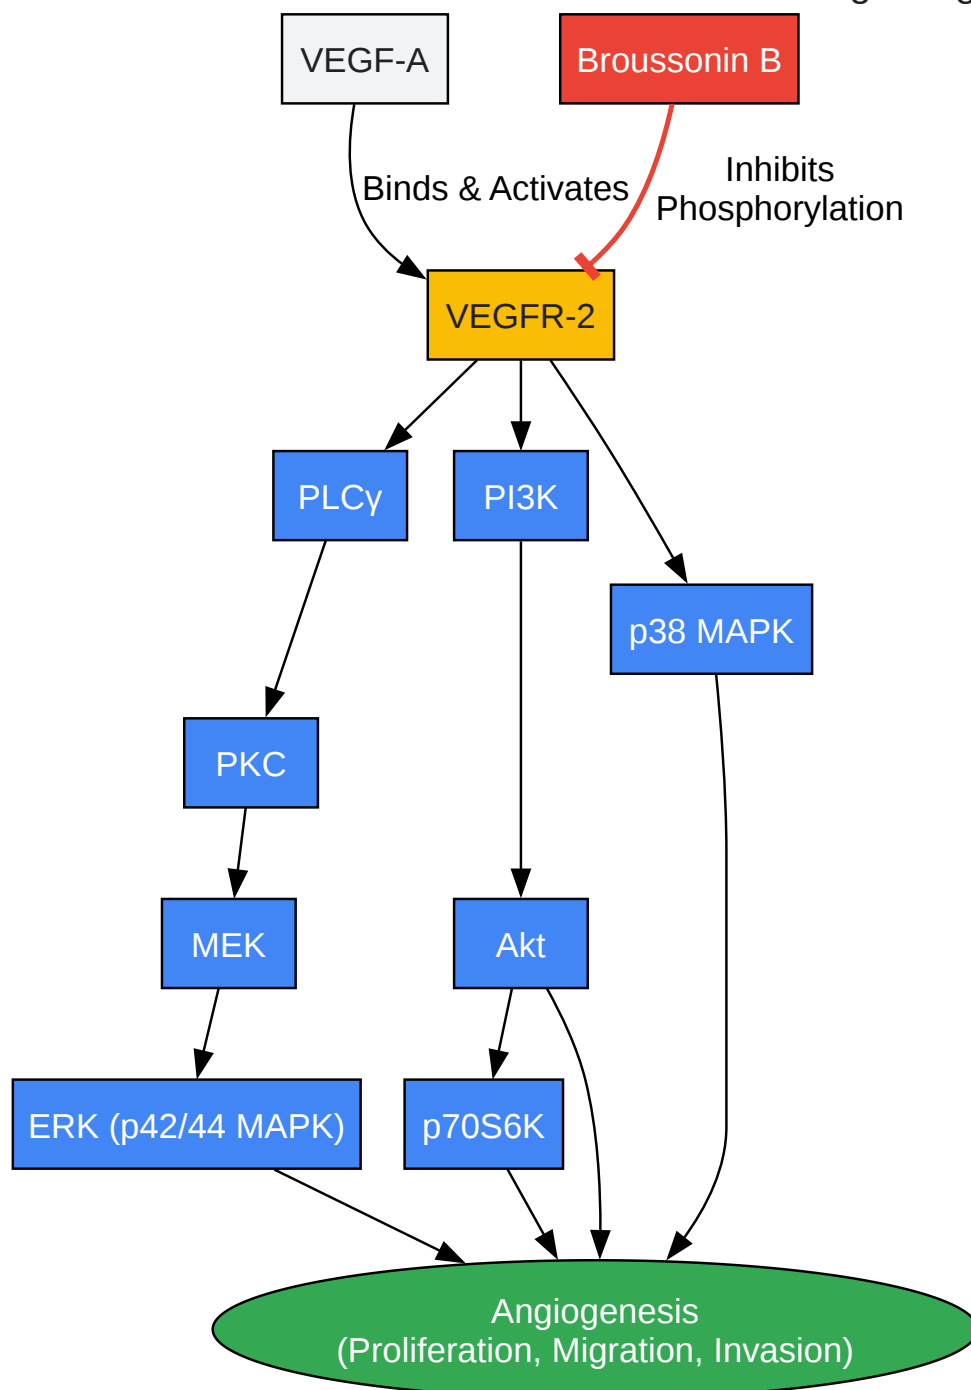 VEGF-A
Broussonin B
Binds & Activates
Inhibits
Phosphorylation
VEGFR-2
PLCγ
PI3K
p38 MAPK
PKC
MEK
Akt
ERK (p42/44 MAPK)
p70S6K
Angiogenesis
(Proliferation, Migration, Invasion)